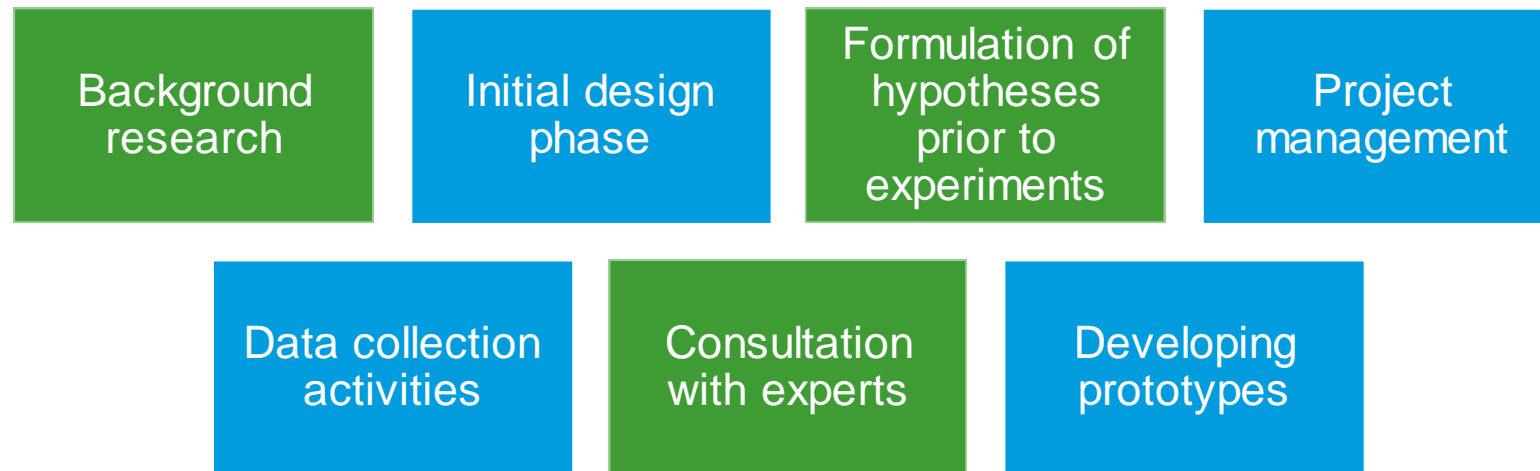 Background
research
Initial design
phase
Formulation of
hypotheses
prior to
experiments
Project
management
Data collection
activities
Consultation
with experts
Developing
prototypes